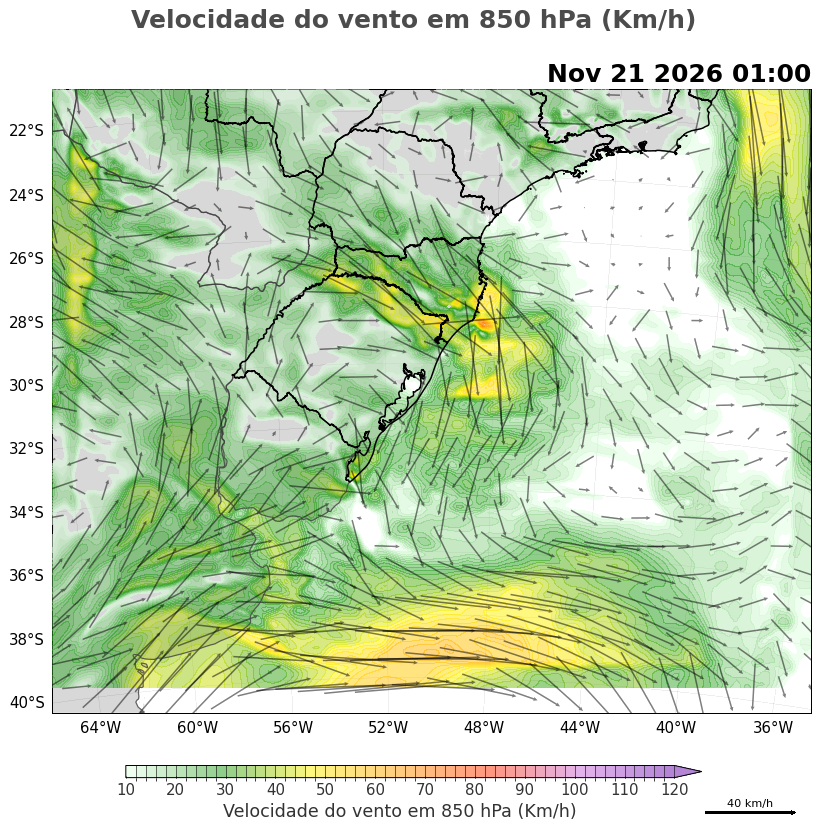 Velocidade do vento em 850 hPa (Km/h)
Nov 21 2026 01:00
22°S
24°S
26°S
28°S
30°S
32°S
34°S
36°S
38°S
40°S
64°W 60°W 56°W 52°W 48°W 44°W 40°W 36°W
10 20 30 40 50 60 70 80 90 100 110 120
Velocidade do vento em 850 hPa (Km/h)
40 km/h